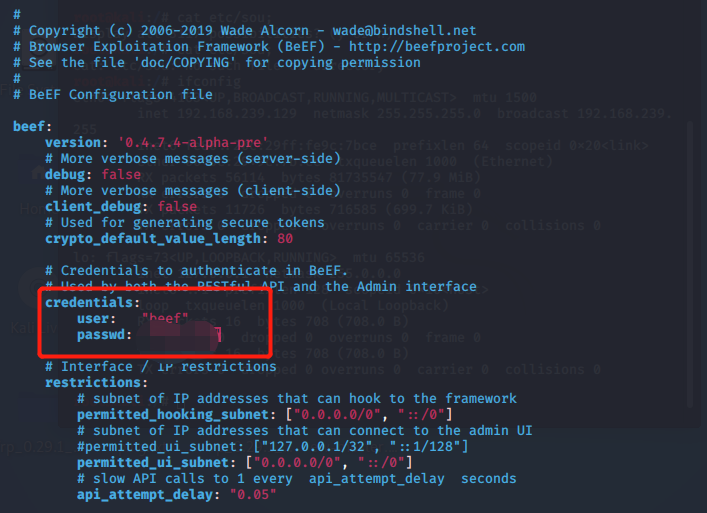 #
# Copyright (c) 2006-2019 Wade Alcorn - wade@bindshell.net
# Browser Exploitation Framework (BeEF) - http://beefproject.com
# See the file 'doc/COPYING' for copying permission
#
# BeEF Configuration file
beef:
version: '0.4.7.4-alpha-pre'
# More verbose messages (server-side)
debug: false
# More verbose messages (client-side)
client_debug: false
# Used for generating secure tokens
crypto_default_value_length: 80
# Credentials to authenticate in BeEF.
# Used by both the RESTful API and the Admin interface
credentials:
user: "beef"
passwd:
# Interface / IP restrictions
restrictions:
# subnet of IP addresses that can hook to the framework
permitted_hooking_subnet: ["0.0.0.0/0", "::/0"]
# subnet of IP addresses that can connect to the admin UI
#permitted_ui_subnet: ["127.0.0.1/32", "::1/128"]
permitted_ui_subnet: ["0.0.0.0/0", "::/0"]
# slow API calls to 1 every api_attempt_delay seconds
api_attempt_delay: "0.05"